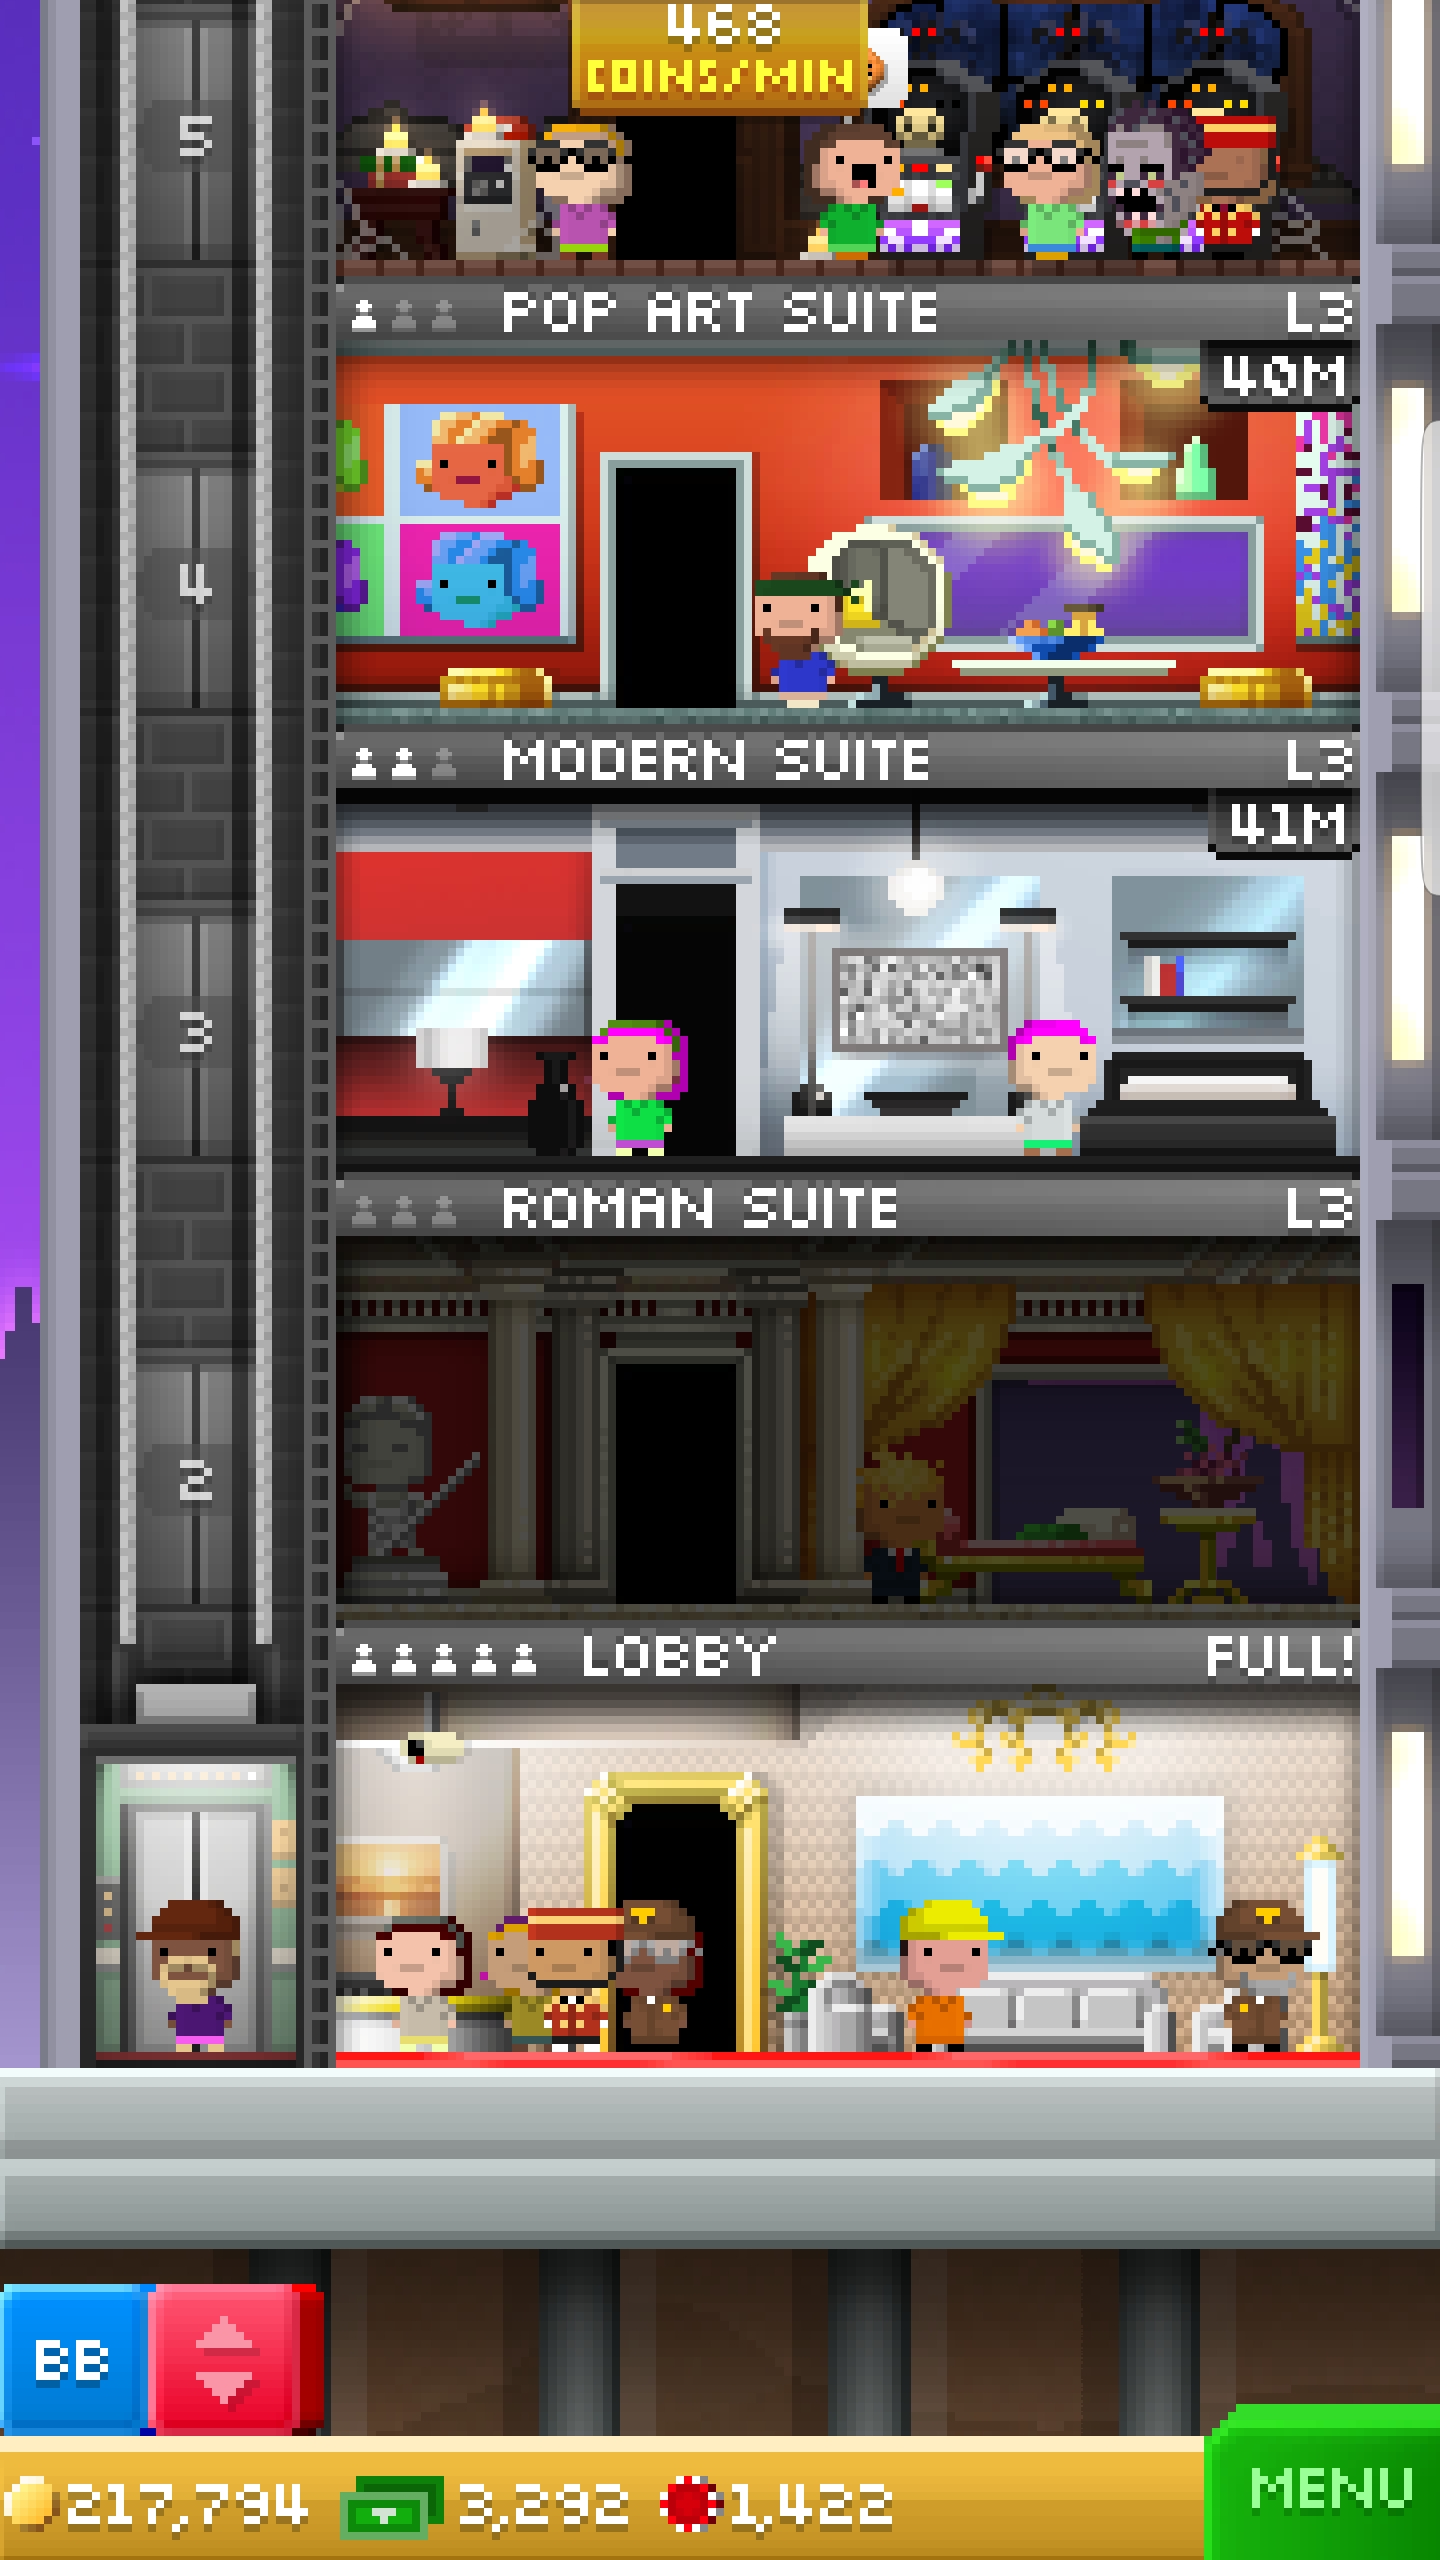 468
COINS/MIN
5
POP ART SUITE L3
40M
4
MODERN SUITE L3
41M
3
ROMAN SUITE L3
2
LOBBY FULL!
BB
217,794 3,292 1,422
MENU